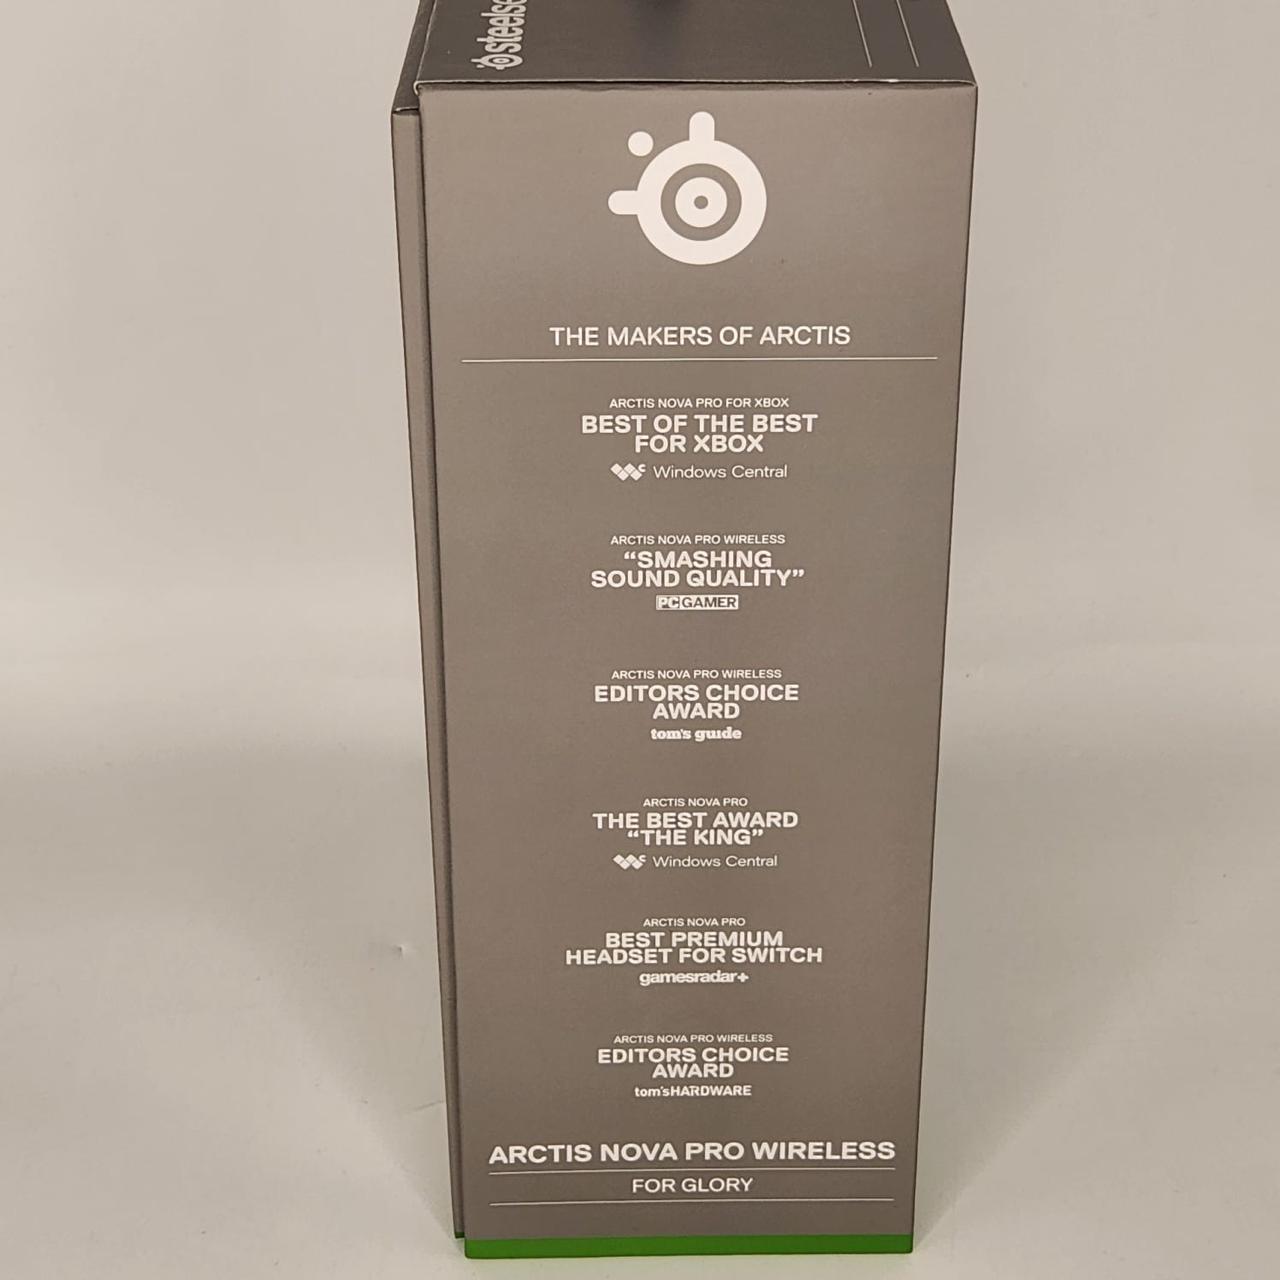 steelse
THE MAKERS OF ARCTIS
ARCTIS NOVA PRO FOR XBOX
BEST OF THE BEST
FOR XBOX
Windows Central
ARCTIS NOVA PRO WIRELESS
“SMASHING
SOUND QUALITY”
PC GAMER
ARCTIS NOVA PRO WIRELESS
EDITORS CHOICE
AWARD
tom's guide
ARCTIS NOVA PRO
THE BEST AWARD
“THE KING”
Windows Central
ARCTIS NOVA PRO
BEST PREMIUM
HEADSET FOR SWITCH
gamesradar+
ARCTIS NOVA PRO WIRELESS
EDITORS CHOICE
AWARD
tom'sHARDWARE
ARCTIS NOVA PRO WIRELESS
FOR GLORY